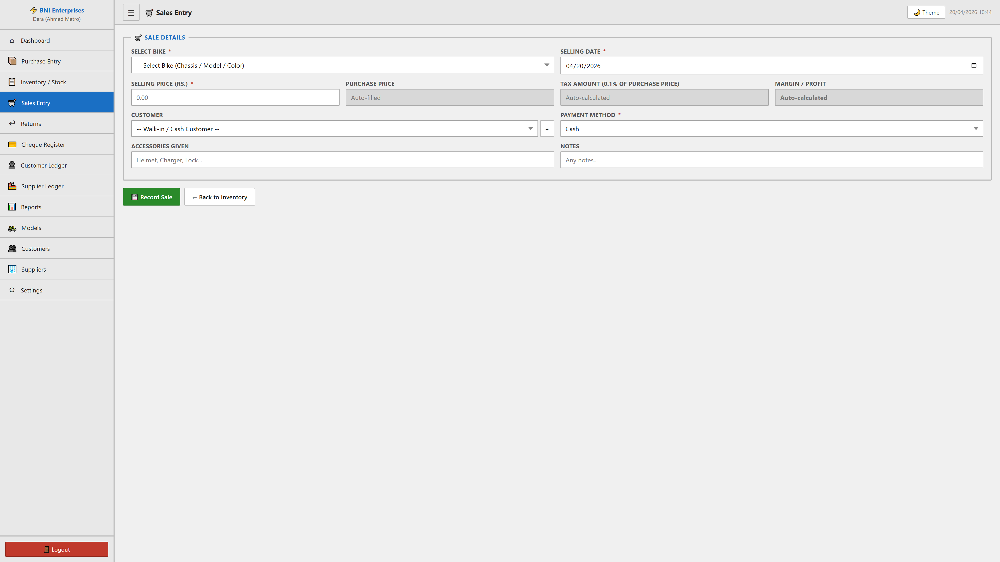 BNI Enterprises
Dera (Ahmed Metro)
Dashboard
Purchase Entry
Inventory / Stock
Sales Entry
Returns
Cheque Register
Customer Ledger
Supplier Ledger
Reports
Models
Customers
Suppliers
Settings
Logout
Sales Entry
Theme 20/04/2026 10:44
SALE DETAILS
SELECT BIKE * SELLING DATE *
-- Select Bike (Chassis / Model / Color) -- 04/20/2026
SELLING PRICE (RS.) * PURCHASE PRICE TAX AMOUNT (0.1% OF PURCHASE PRICE) MARGIN / PROFIT
0.00 Auto-filled Auto-calculated Auto-calculated
CUSTOMER PAYMENT METHOD *
-- Walk-in / Cash Customer -- + Cash
ACCESSORIES GIVEN NOTES
Helmet, Charger, Lock... Any notes...
Record Sale ← Back to Inventory